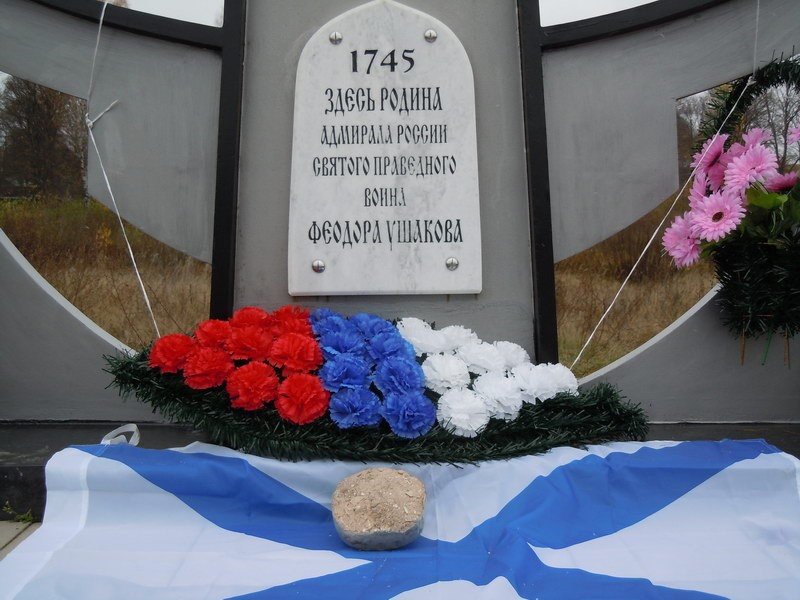 1745
ЗДЕСЬ РОДИНА
АДМИРАЛА РОССИИ
СВЯТОГО ПРАВЕДНОГО
ВОИНА
ФЕОДОРА УШАКОВА